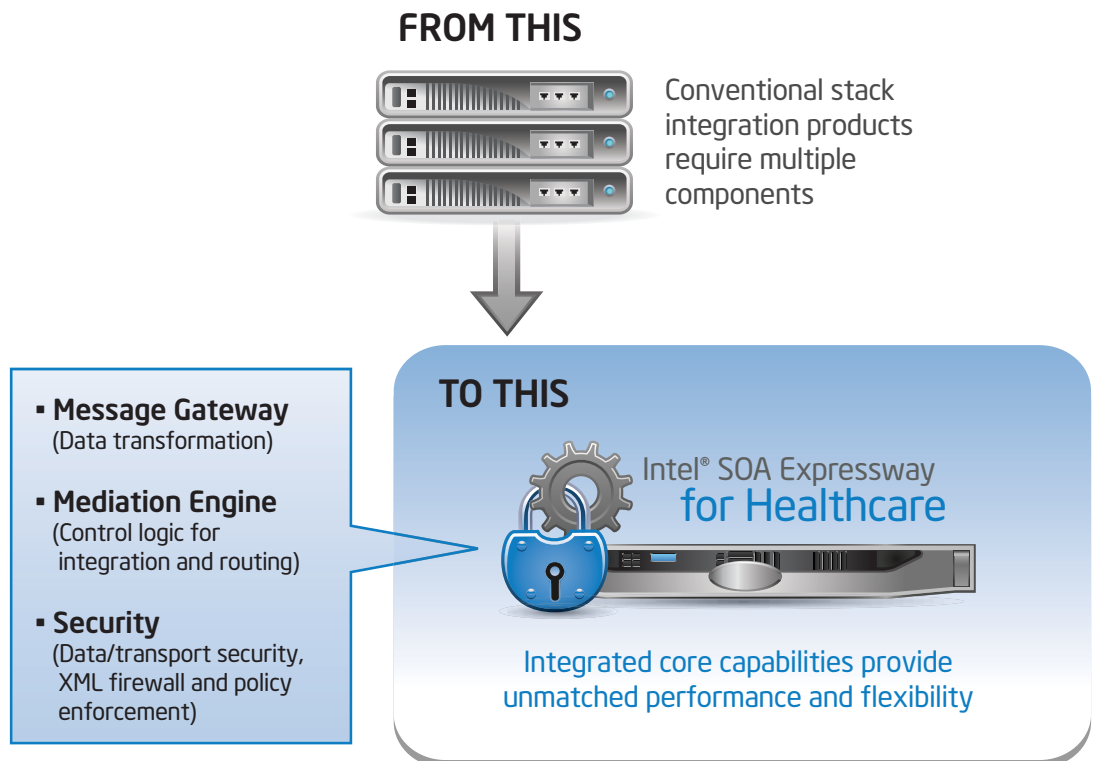 FROM THIS
Conventional stack
integration products
require multiple
components
TO THIS
▪ Message Gateway
(Data transformation)
▪ Mediation Engine
(Control logic for
integration and routing)
▪ Security
(Data/transport security,
XML firewall and policy
enforcement)
Intel® SOA Expressway
for Healthcare
Integrated core capabilities provide
unmatched performance and flexibility